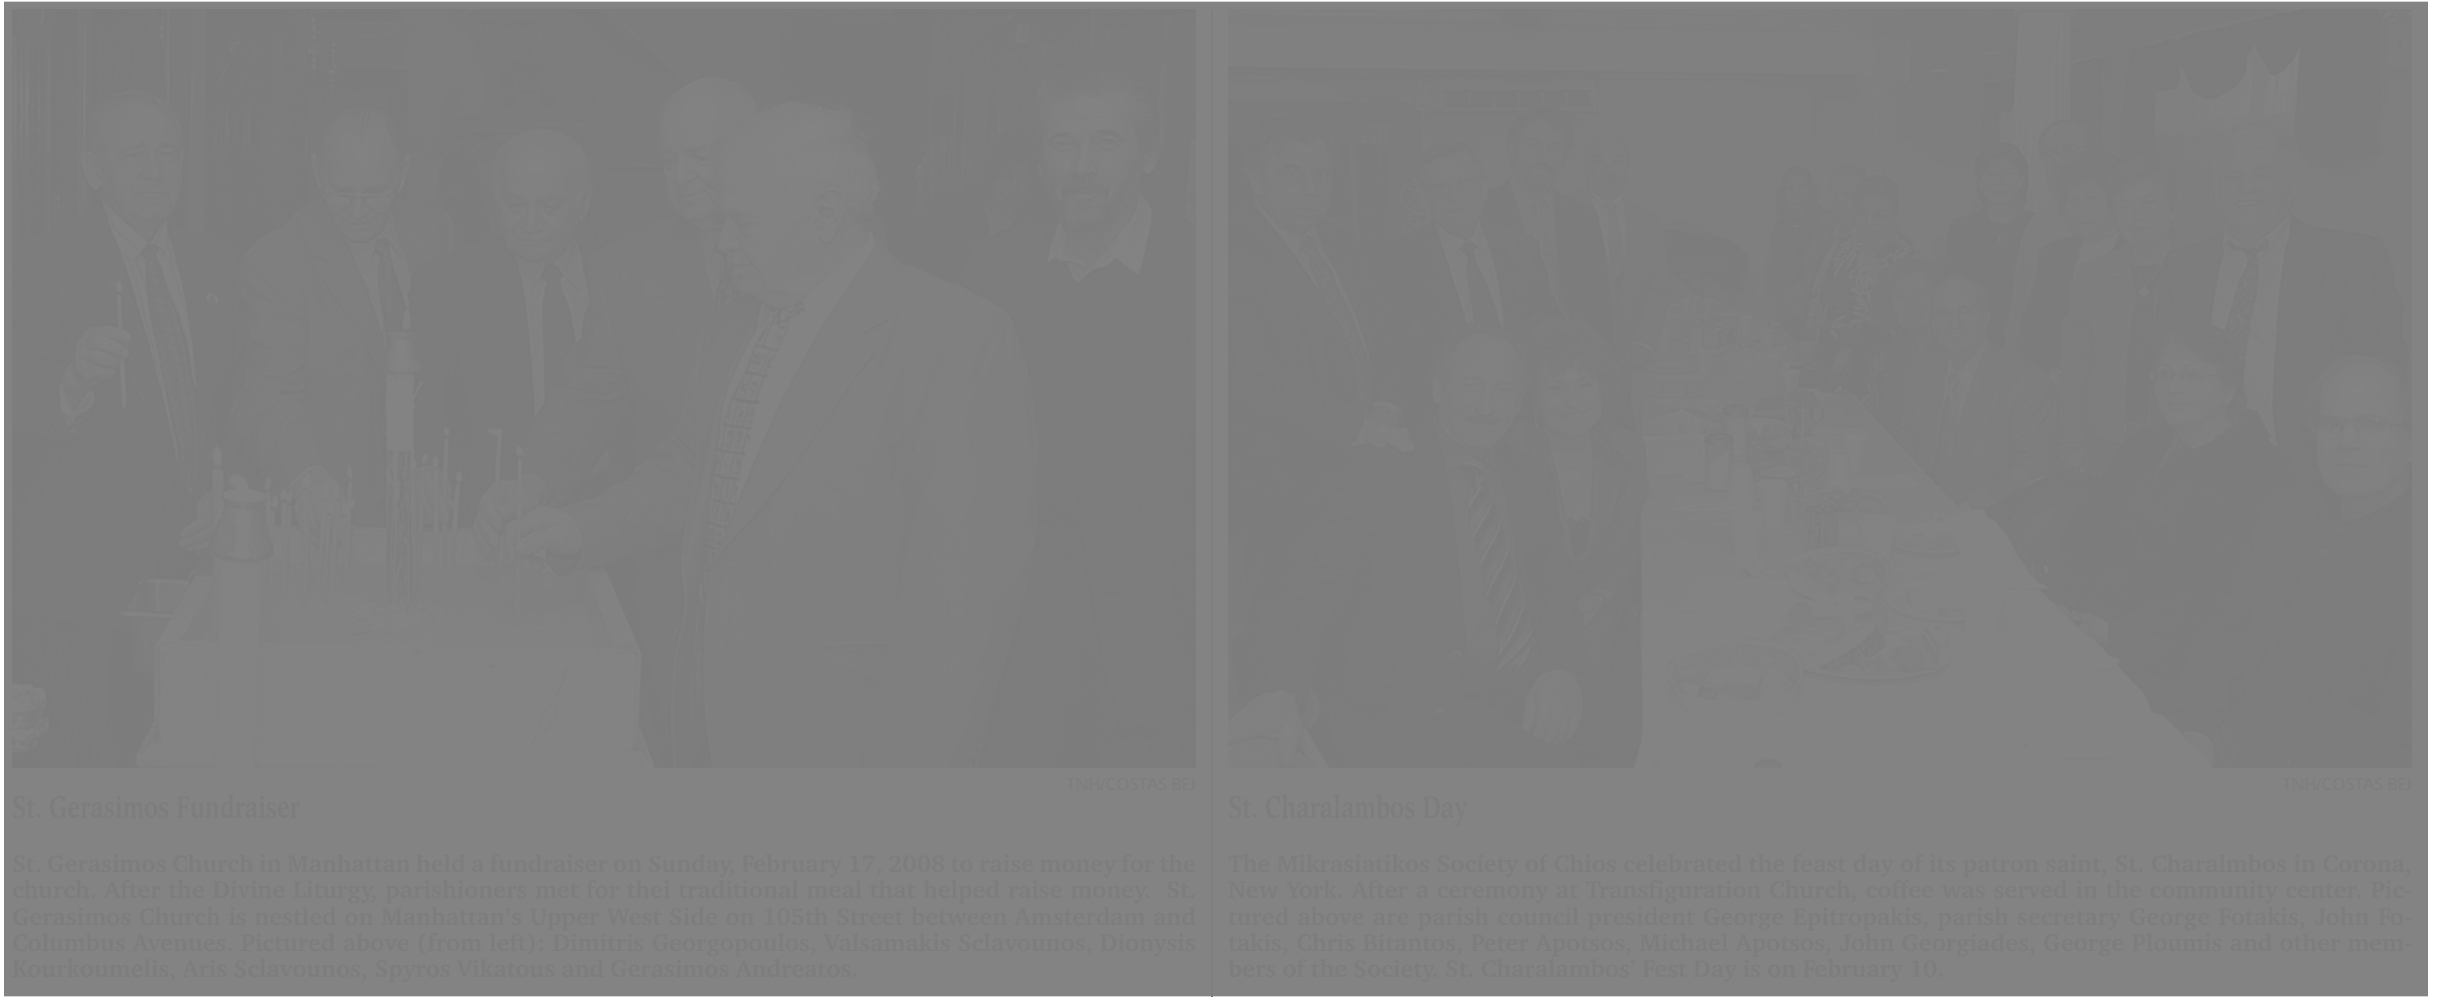 TNH/COSTAS BEJ
St. Gerasimos Fundraiser
St. Gerasimos Church in Manhattan held a fundraiser on Sunday, February 17, 2008 to raise money for the
church. After the Divine Liturgy, parishioners met for thei traditional meal that helped raise money. St.
Gerasimos Church is nestled on Manhattan's Upper West Side on 105th Street between Amsterdam and
Columbus Avenues. Pictured above (from left): Dimitris Georgopoulos, Valsamakis Sclavounos, Dionysis
Kourkoumelis, Aris Sclavounos, Spyros Vikatous and Gerasimos Andreatos.
TNH/COSTAS BEJ
St. Charalambos Day
The Mikrasiatikos Society of Chios celebrated the feast day of its patron saint, St. Charalmbos in Corona,
New York. After a ceremony at Transfiguration Church, coffee was served in the community center. Pic-
tured above are parish council president George Epitropakis, parish secretary George Fotakis, John Fo-
takis, Chris Bitantos, Peter Apotsos, Michael Apotsos, John Georgiades, George Ploumis and other mem-
bers of the Society. St. Charalambos' Fest Day is on February 10.